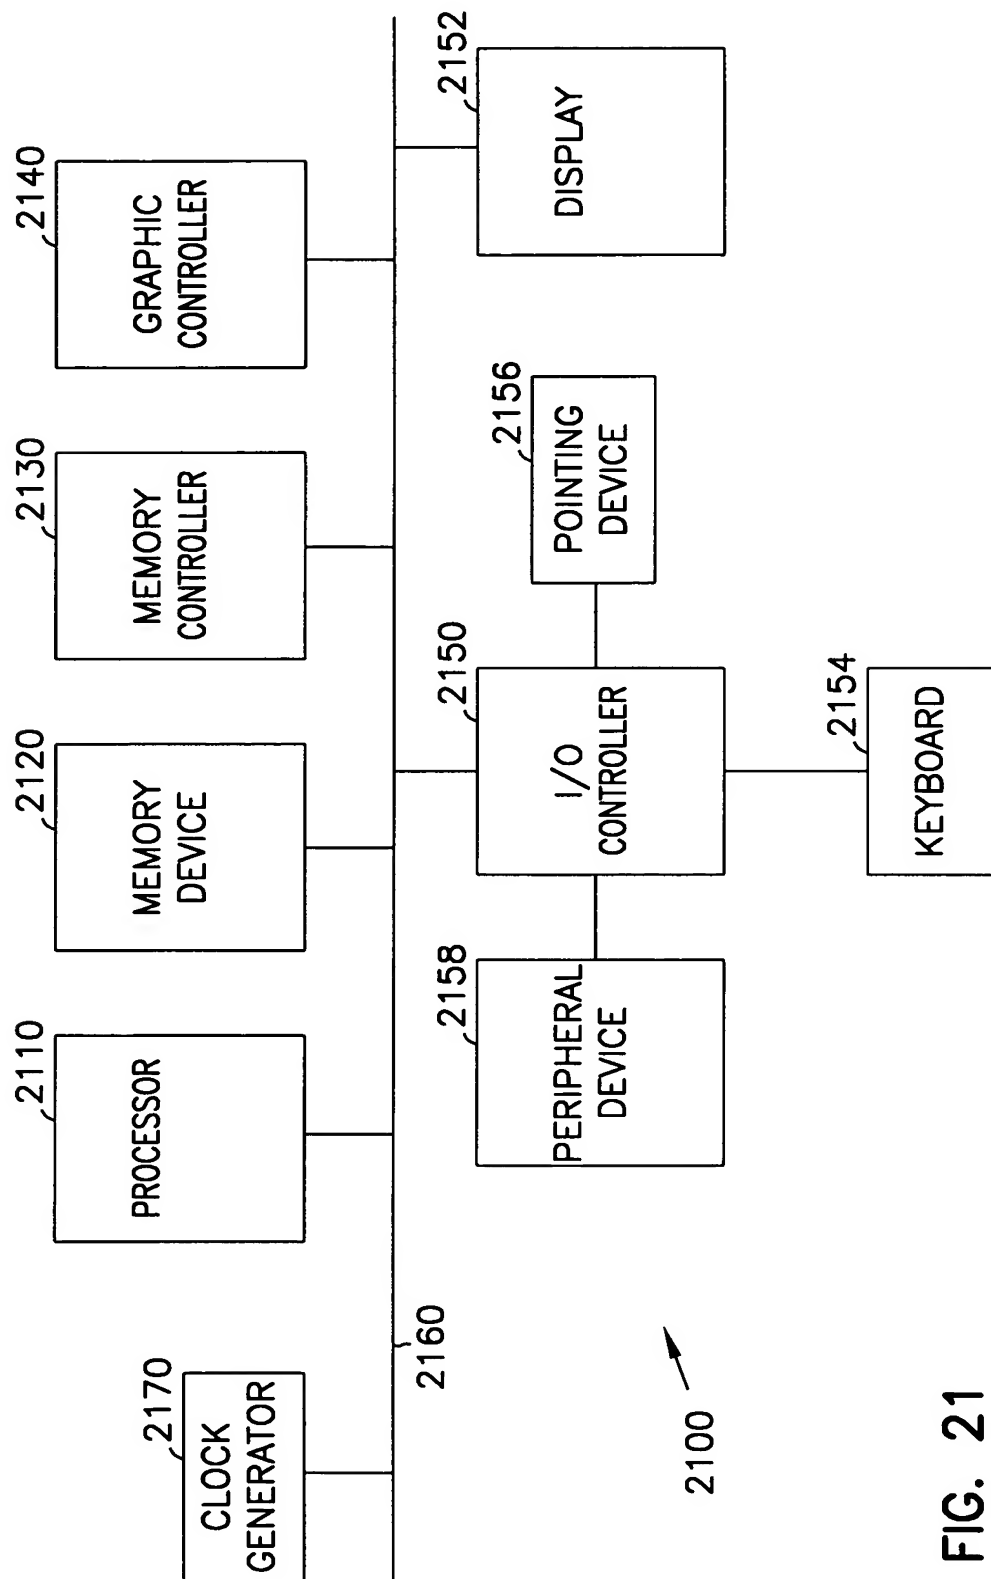 2170
CLOCK
GENERATOR
2110
PROCESSOR
2120
MEMORY
DEVICE
2130
MEMORY
CONTROLLER
2140
GRAPHIC
CONTROLLER
2160
2158
PERIPHERAL
DEVICE
2150
I/O
CONTROLLER
2156
POINTING
DEVICE
2152
DISPLAY
2154
KEYBOARD
2100
FIG. 21